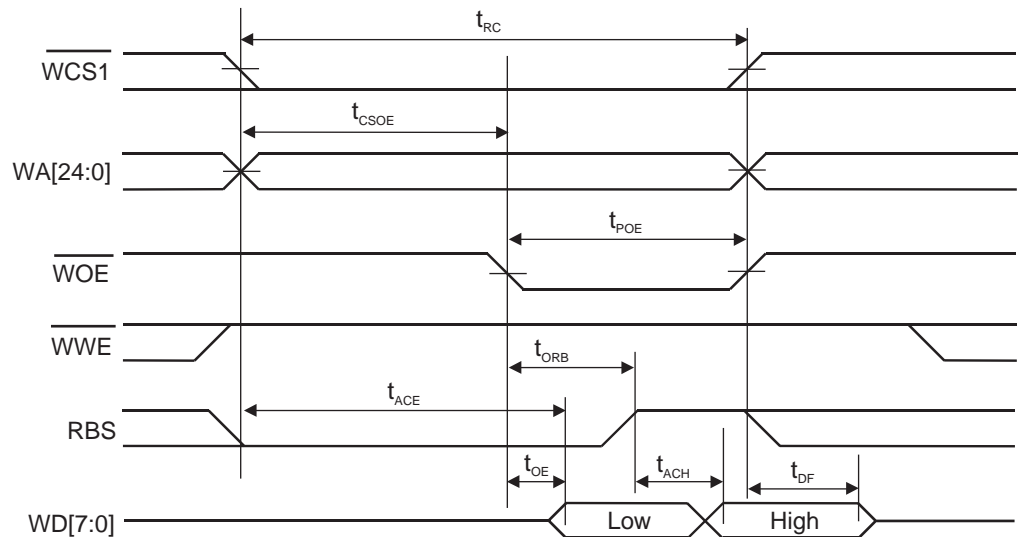 tRC
WCS1
tCSOE
WA[24:0]
tPOE
WOE
WWE
tORB
tACE
RBS
tOE
tACH
tDF
WD[7:0]
Low
High